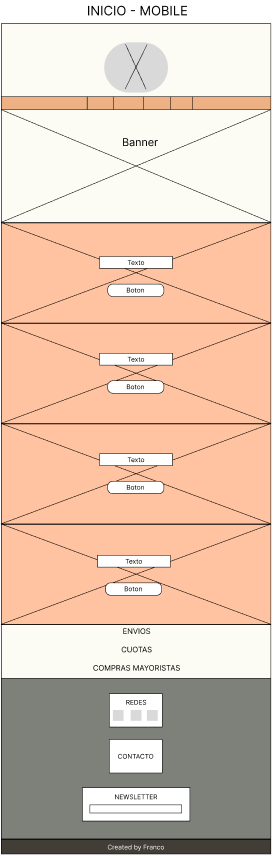 INICIO - MOBILE
Banner
Texto
Boton
Texto
Boton
Texto
Boton
Texto
Boton
ENVIOS
CUOTAS
COMPRAS MAYORISTAS
REDES
CONTACTO
NEWSLETTER
Created by Franco